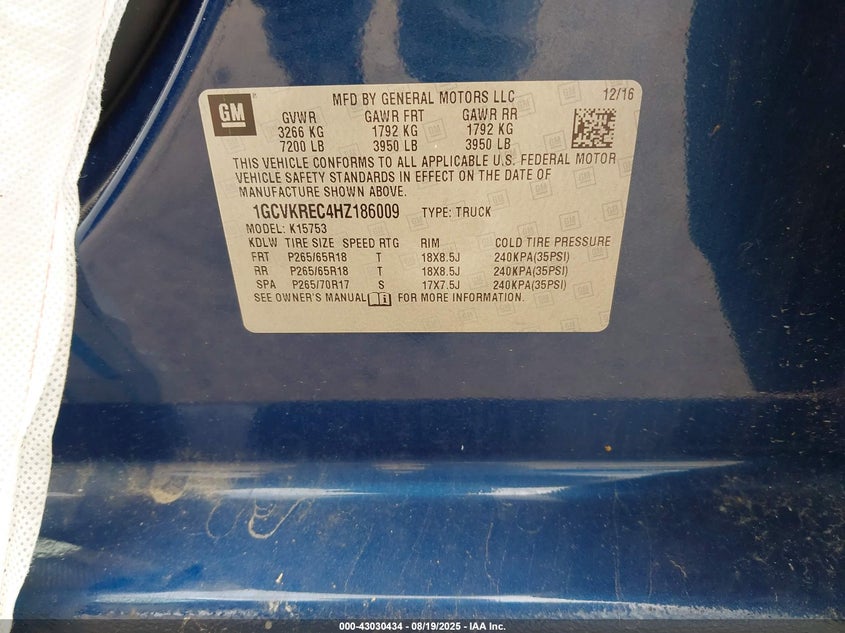 GM ® MFD BY GENERAL MOTORS LLC 12/16
GVWR GAWR FRT GAWR RR
3266 KG 1792 KG 1792 KG
7200 LB 3950 LB 3950 LB
THIS VEHICLE CONFORMS TO ALL APPLICABLE U.S. FEDERAL MOTOR
VEHICLE SAFETY STANDARDS IN EFFECT ON THE DATE OF
MANUFACTURE SHOWN ABOVE.
1GCVKREC4HZ186009 TYPE: TRUCK
MODEL: K15753
KDLW TIRE SIZE SPEED RTG RIM COLD TIRE PRESSURE
FRT P265/65R18 T 18X8.5J 240KPA(35PSI)
RR P265/65R18 T 18X8.5J 240KPA(35PSI)
SPA P265/70R17 S 17X7.5J 240KPA(35PSI)
SEE OWNER'S MANUAL FOR MORE INFORMATION.
000-43030434 - 08/19/2025 - IAA Inc.